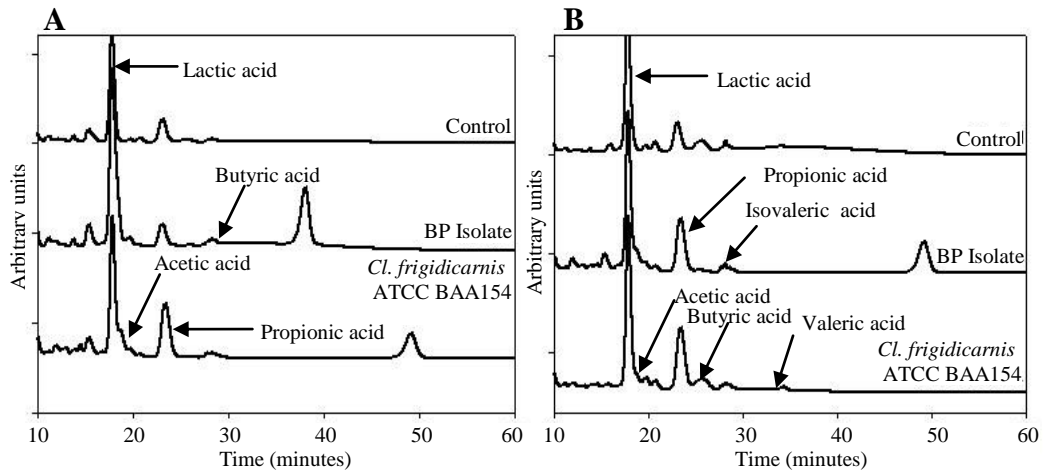 A
Lactic acid
Control
Butyric acid
BP Isolate
Acetic acid
Cl. frigidicarnis
ATCC BAA154
Propionic acid
Arbitrary units
10 20 30 40 50 60
Time (minutes)
B
Lactic acid
Control
Propionic acid
Isovaleric acid
BP Isolate
Acetic acid
Butyric acid
Valeric acid
Cl. frigidicarnis
ATCC BAA154
Arbitrary units
10 20 30 40 50 60
Time (minutes)